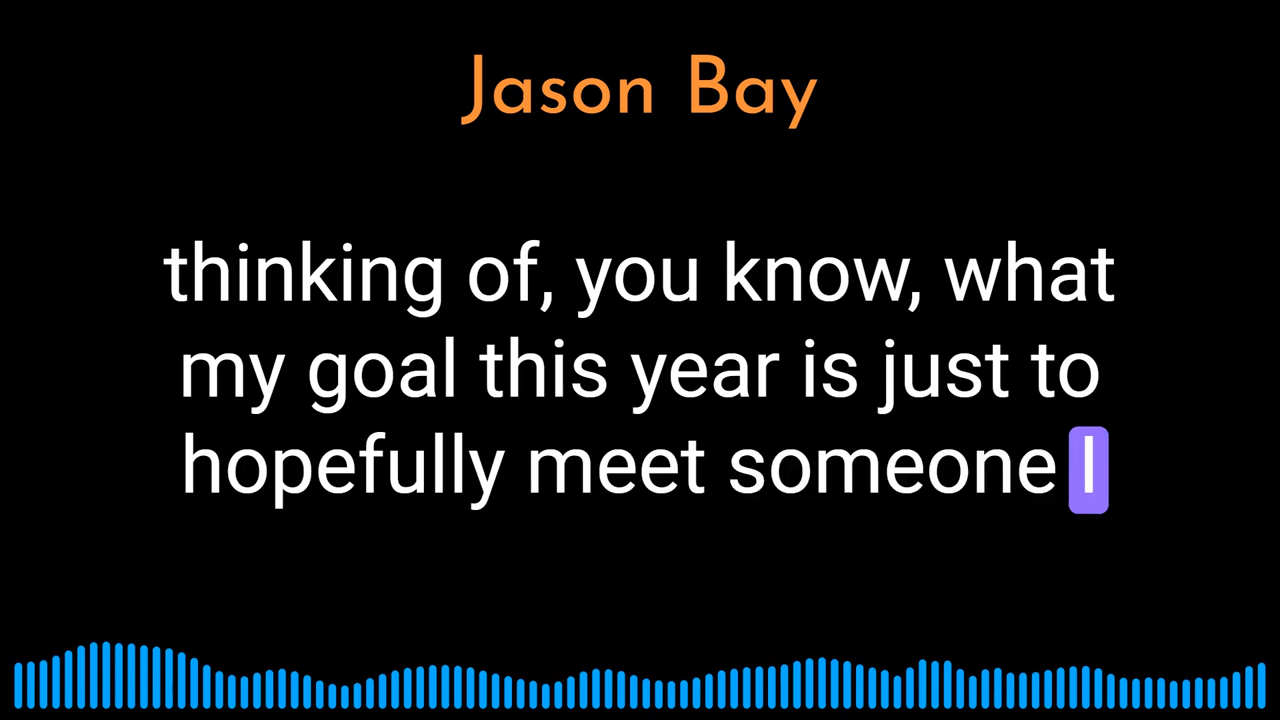 Jason Bay
thinking of, you know, what
my goal this year is just to
hopefully meet someone I